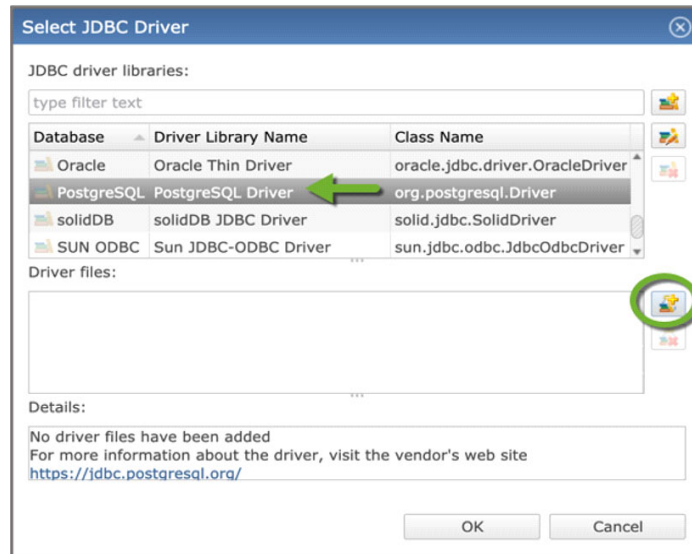 Select JDBC Driver
JDBC driver libraries:
type filter text
Database Driver Library Name Class Name
Oracle Oracle Thin Driver oracle.jdbc.driver.OracleDriver
PostgreSQL PostgreSQL Driver org.postgresql.Driver
solidDB solidDB JDBC Driver solid.jdbc.SolidDriver
SUN ODBC Sun JDBC-ODBC Driver sun.jdbc.odbc.JdbcOdbcDriver
Driver files:
Details:
No driver files have been added
For more information about the driver, visit the vendor's web site
https://jdbc.postgresql.org/
OK Cancel